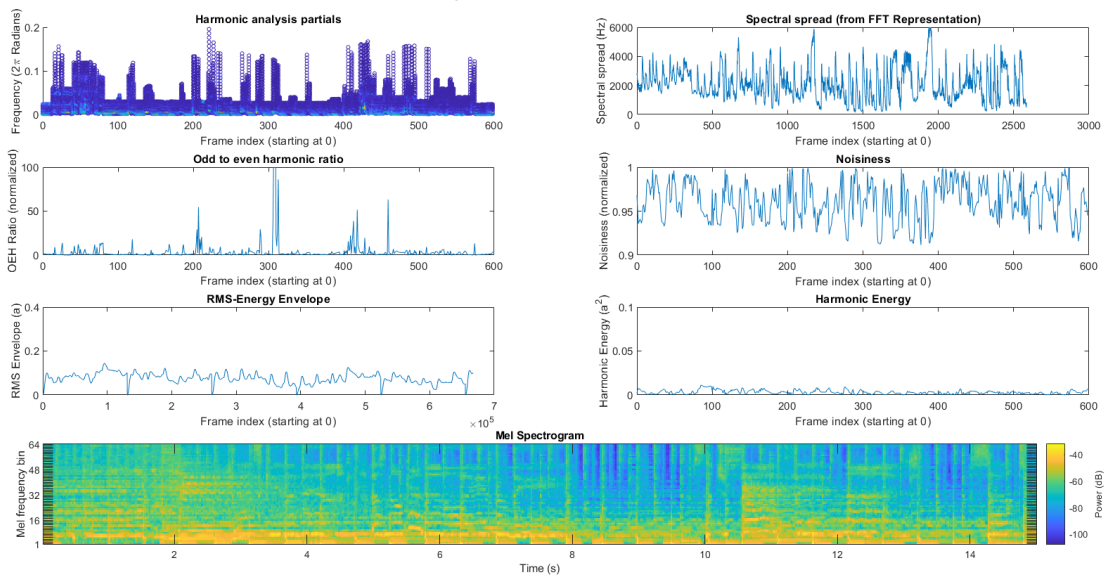 Harmonic analysis partials
Frequency (2π Radians)
0.2
0.1
0
0 100 200 300 400 500 600
Frame index (starting at 0)
Spectral spread (from FFT Representation)
Spectral spread (Hz)
6000
4000
2000
0
0 500 1000 1500 2000 2500 3000
Frame index (starting at 0)
Odd to even harmonic ratio
OEH Ratio (normalized)
100
50
0
0 100 200 300 400 500 600
Frame index (starting at 0)
Noisiness
Noisiness (normalized)
1
0.95
0.9
0 100 200 300 400 500 600
Frame index (starting at 0)
RMS-Energy Envelope
RMS Envelope (a)
0.4
0.2
0
0 1 2 3 4 5 6 7
Frame index (starting at 0)
×10⁵
Harmonic Energy
Harmonic Energy (a²)
0.1
0.05
0
0 100 200 300 400 500 600
Frame index (starting at 0)
Mel Spectrogram
Mel frequency bin
64
48
32
16
1
2 4 6 8 10 12 14
Time (s)
-40
-60
-80
-100
Power (dB)